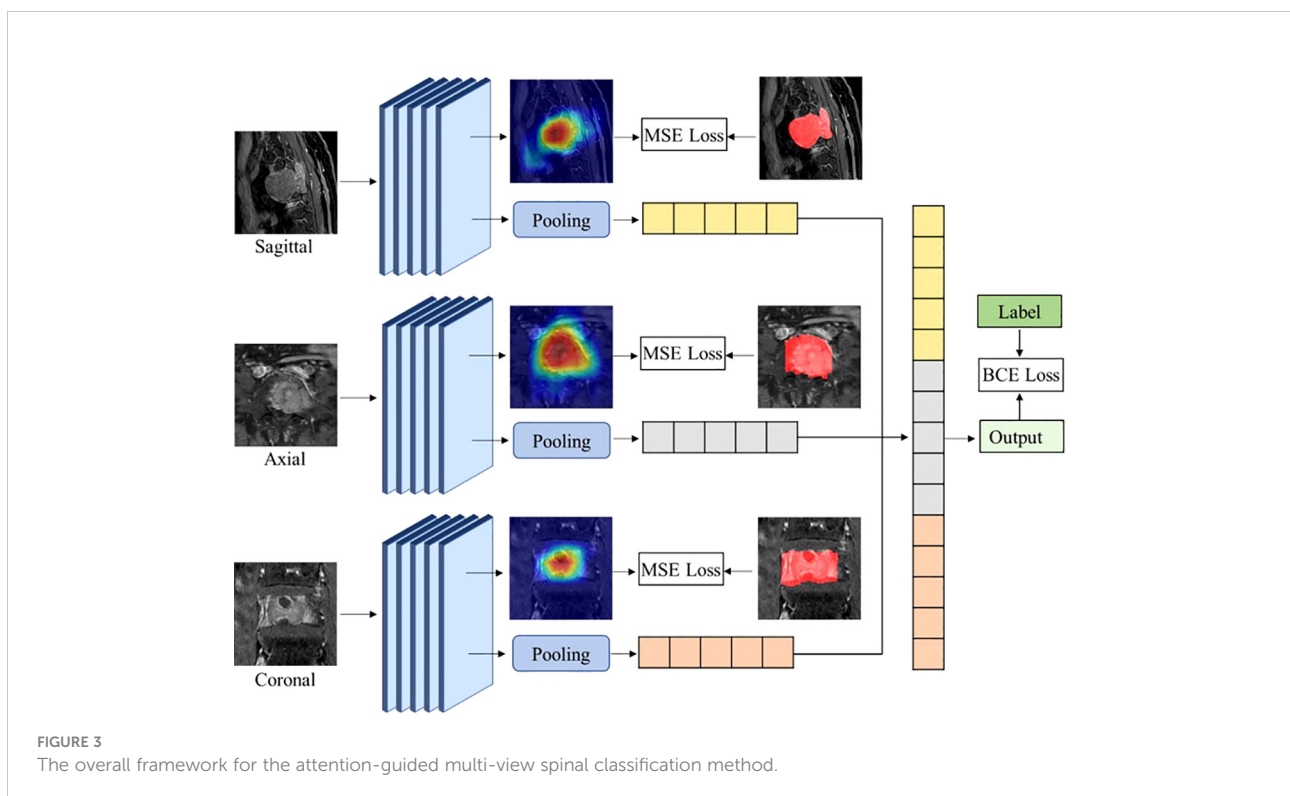 MSE Loss
Pooling
Sagittal
Label
MSE Loss
BCE Loss
Pooling
Output
Axial
MSE Loss
Pooling
Coronal
FIGURE 3
The overall framework for the attention-guided multi-view spinal classification method.